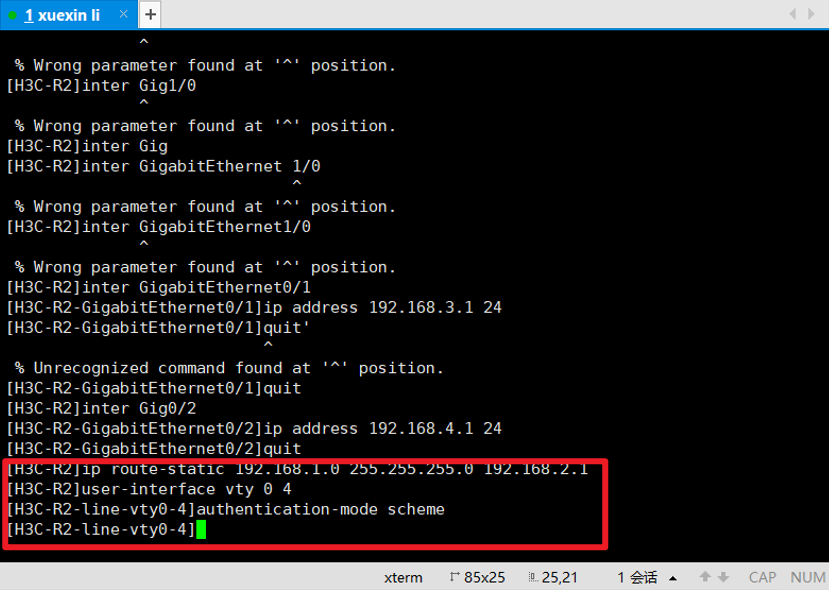 1 xuexin li × +
^
% Wrong parameter found at '^' position.
[H3C-R2]inter Gig1/0
^
% Wrong parameter found at '^' position.
[H3C-R2]inter Gig
[H3C-R2]inter GigabitEthernet 1/0
^
% Wrong parameter found at '^' position.
[H3C-R2]inter GigabitEthernet1/0
^
% Wrong parameter found at '^' position.
[H3C-R2]inter GigabitEthernet0/1
[H3C-R2-GigabitEthernet0/1]ip address 192.168.3.1 24
[H3C-R2-GigabitEthernet0/1]quit'
^
% Unrecognized command found at '^' position.
[H3C-R2-GigabitEthernet0/1]quit
[H3C-R2]inter Gig0/2
[H3C-R2-GigabitEthernet0/2]ip address 192.168.4.1 24
[H3C-R2-GigabitEthernet0/2]quit
[H3C-R2]ip route-static 192.168.1.0 255.255.255.0 192.168.2.1
[H3C-R2]user-interface vty 0 4
[H3C-R2-line-vty0-4]authentication-mode scheme
[H3C-R2-line-vty0-4]
xterm 85x25 25,21 1 会话 CAP NUM